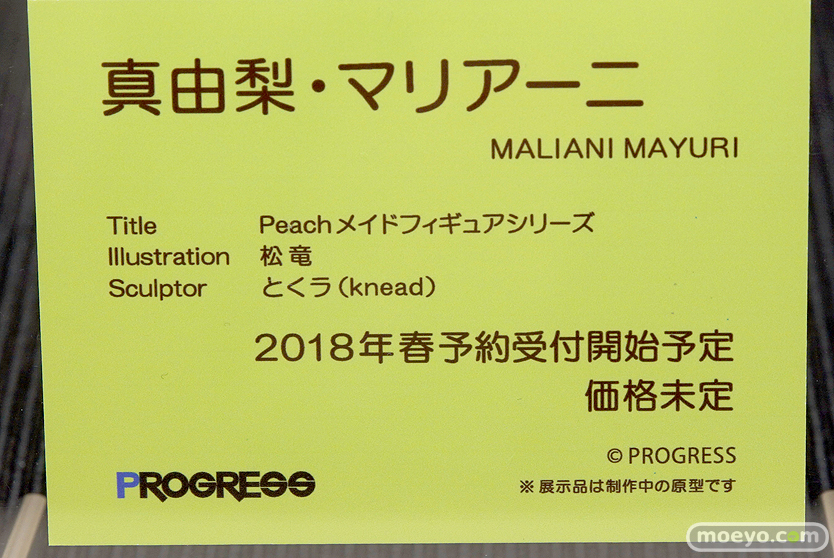 真由梨・マリアーニ
MALIANI MAYURI
Title Peachメイドフィギュアシリーズ
Illustration 松竜
Sculptor とくラ(knead)
2018年春予約受付開始予定
価格未定
© PROGRESS
PROGRESS
※展示品は制作中の原型です
moeyo.com